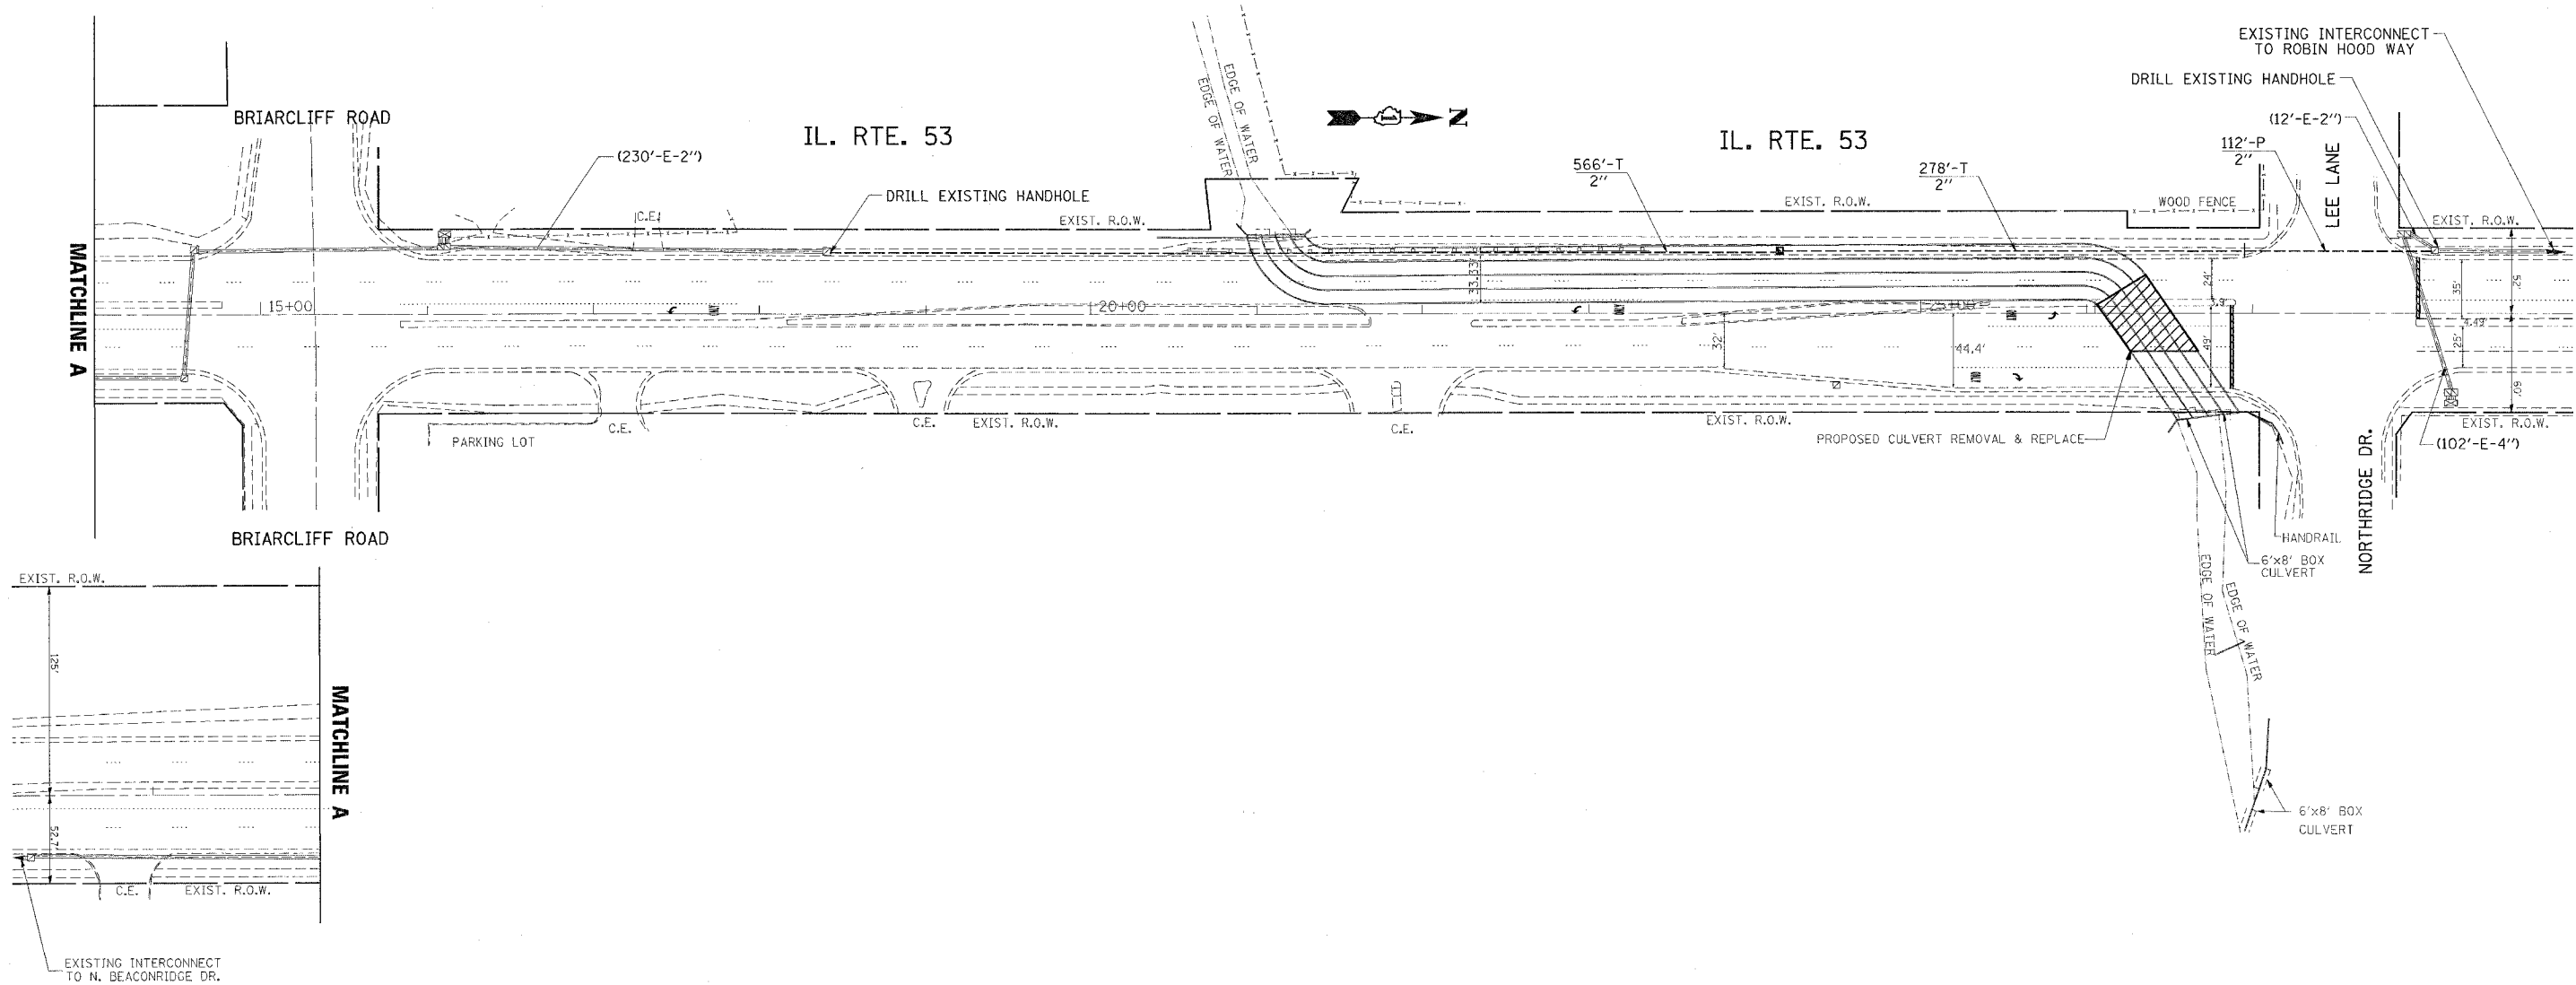 EXISTING INTERCONNECT
TO ROBIN HOOD WAY
DRILL EXISTING HANDHOLE
(12'-E-2")
112'-P
2"
LEE LANE
BRIARCLIFF ROAD
(230'-E-2")
IL. RTE. 53
DRILL EXISTING HANDHOLE
C.E.
EXIST. R.O.W.
EDGE OF WATER
EDGE OF WATER
N
566'-T
2"
IL. RTE. 53
278'-T
2"
EXIST. R.O.W.
WOOD FENCE
EXIST. R.O.W.
MATCHLINE A
15+00
20+00
33.33'
32'
44.4'
24'
49'
35'
52'
4.49'
25'
60'
PARKING LOT
C.E.
C.E.
EXIST. R.O.W.
C.E.
EXIST. R.O.W.
PROPOSED CULVERT REMOVAL & REPLACE
EXIST. R.O.W.
(102'-E-4")
NORTHRIDGE DR.
HANDRAIL
6'x8' BOX
CULVERT
EDGE OF WATER
EDGE OF WATER
6'x8' BOX
CULVERT
BRIARCLIFF ROAD
EXIST. R.O.W.
125'
MATCHLINE A
52.7'
C.E.
EXIST. R.O.W.
EXISTING INTERCONNECT
TO N. BEACONRIDGE DR.